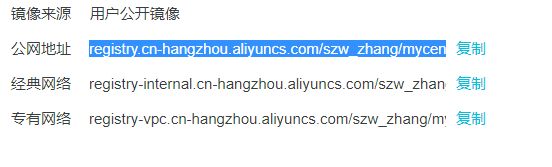 镜像来源 用户公开镜像
公网地址 registry.cn-hangzhou.aliyuncs.com/szw_zhang/mycen 复制
经典网络 registry-internal.cn-hangzhou.aliyuncs.com/szw_zhang 复制
专有网络 registry-vpc.cn-hangzhou.aliyuncs.com/szw_zhang/my 复制